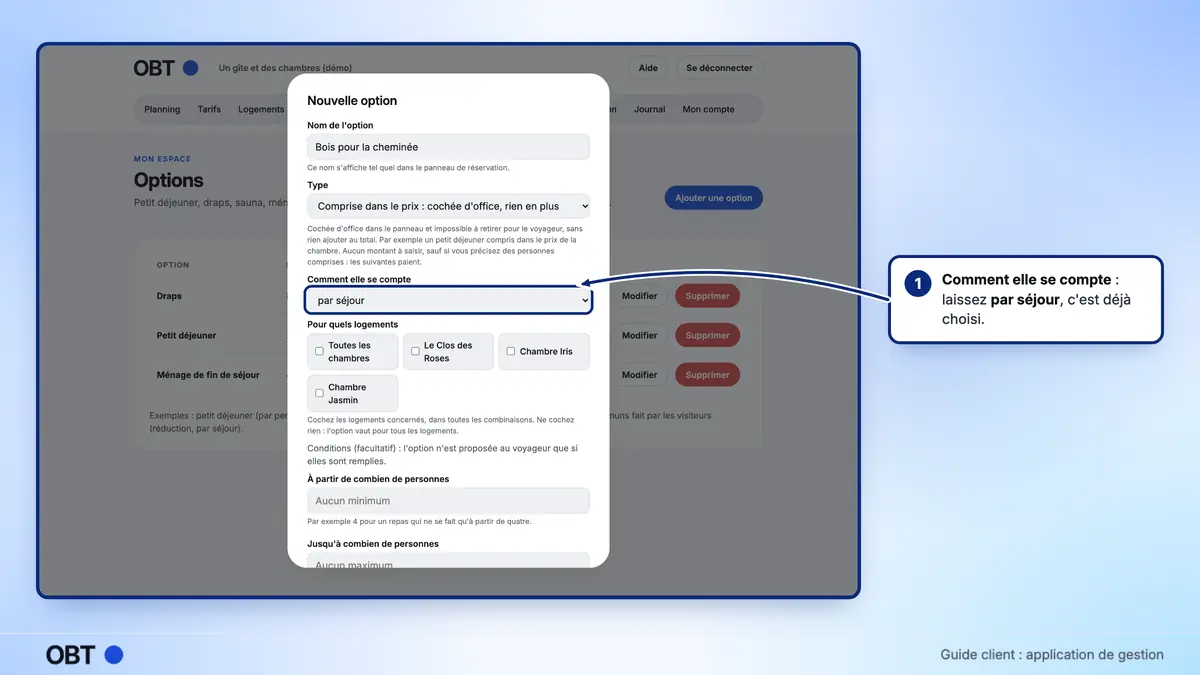 OBT
Un gîte et des chambres (démo)
Aide
Se déconnecter
Planning
Tarifs
Logements
Journal
Mon compte
MON ESPACE
Options
Petit déjeuner, draps, sauna,
Ajouter une option
OPTION
Draps
Modifier
Supprimer
Petit déjeuner
Modifier
Supprimer
Ménage de fin de séjour
Modifier
Supprimer
Exemples : petit déjeuner (par
(réduction, par séjour).
fait par les visiteurs
Nouvelle option
Nom de l'option
Bois pour la cheminée
Ce nom s'affiche tel quel dans le panneau de réservation.
Type
Comprise dans le prix : cochée d'office, rien en plus
Cochée d'office dans le panneau et impossible à retirer pour le voyageur, sans
rien ajouter au total. Par exemple un petit déjeuner compris dans le prix de la
chambre. Aucun montant à saisir, sauf si vous précisez des personnes
comprises : les suivantes paient.
Comment elle se compte
par séjour
Pour quels logements
Toutes les
chambres
Le Clos des
Roses
Chambre Iris
Chambre
Jasmin
Cochez les logements concernés, dans toutes les combinaisons. Ne cochez
rien : l'option vaut pour tous les logements.
Conditions (facultatif) : l'option n'est proposée au voyageur que si
elles sont remplies.
À partir de combien de personnes
Aucun minimum
Par exemple 4 pour un repas qui ne se fait qu'à partir de quatre.
Jusqu'à combien de personnes
Aucun maximum
1
Comment elle se compte :
laissez par séjour, c'est déjà
choisi.
OBT
Guide client : application de gestion